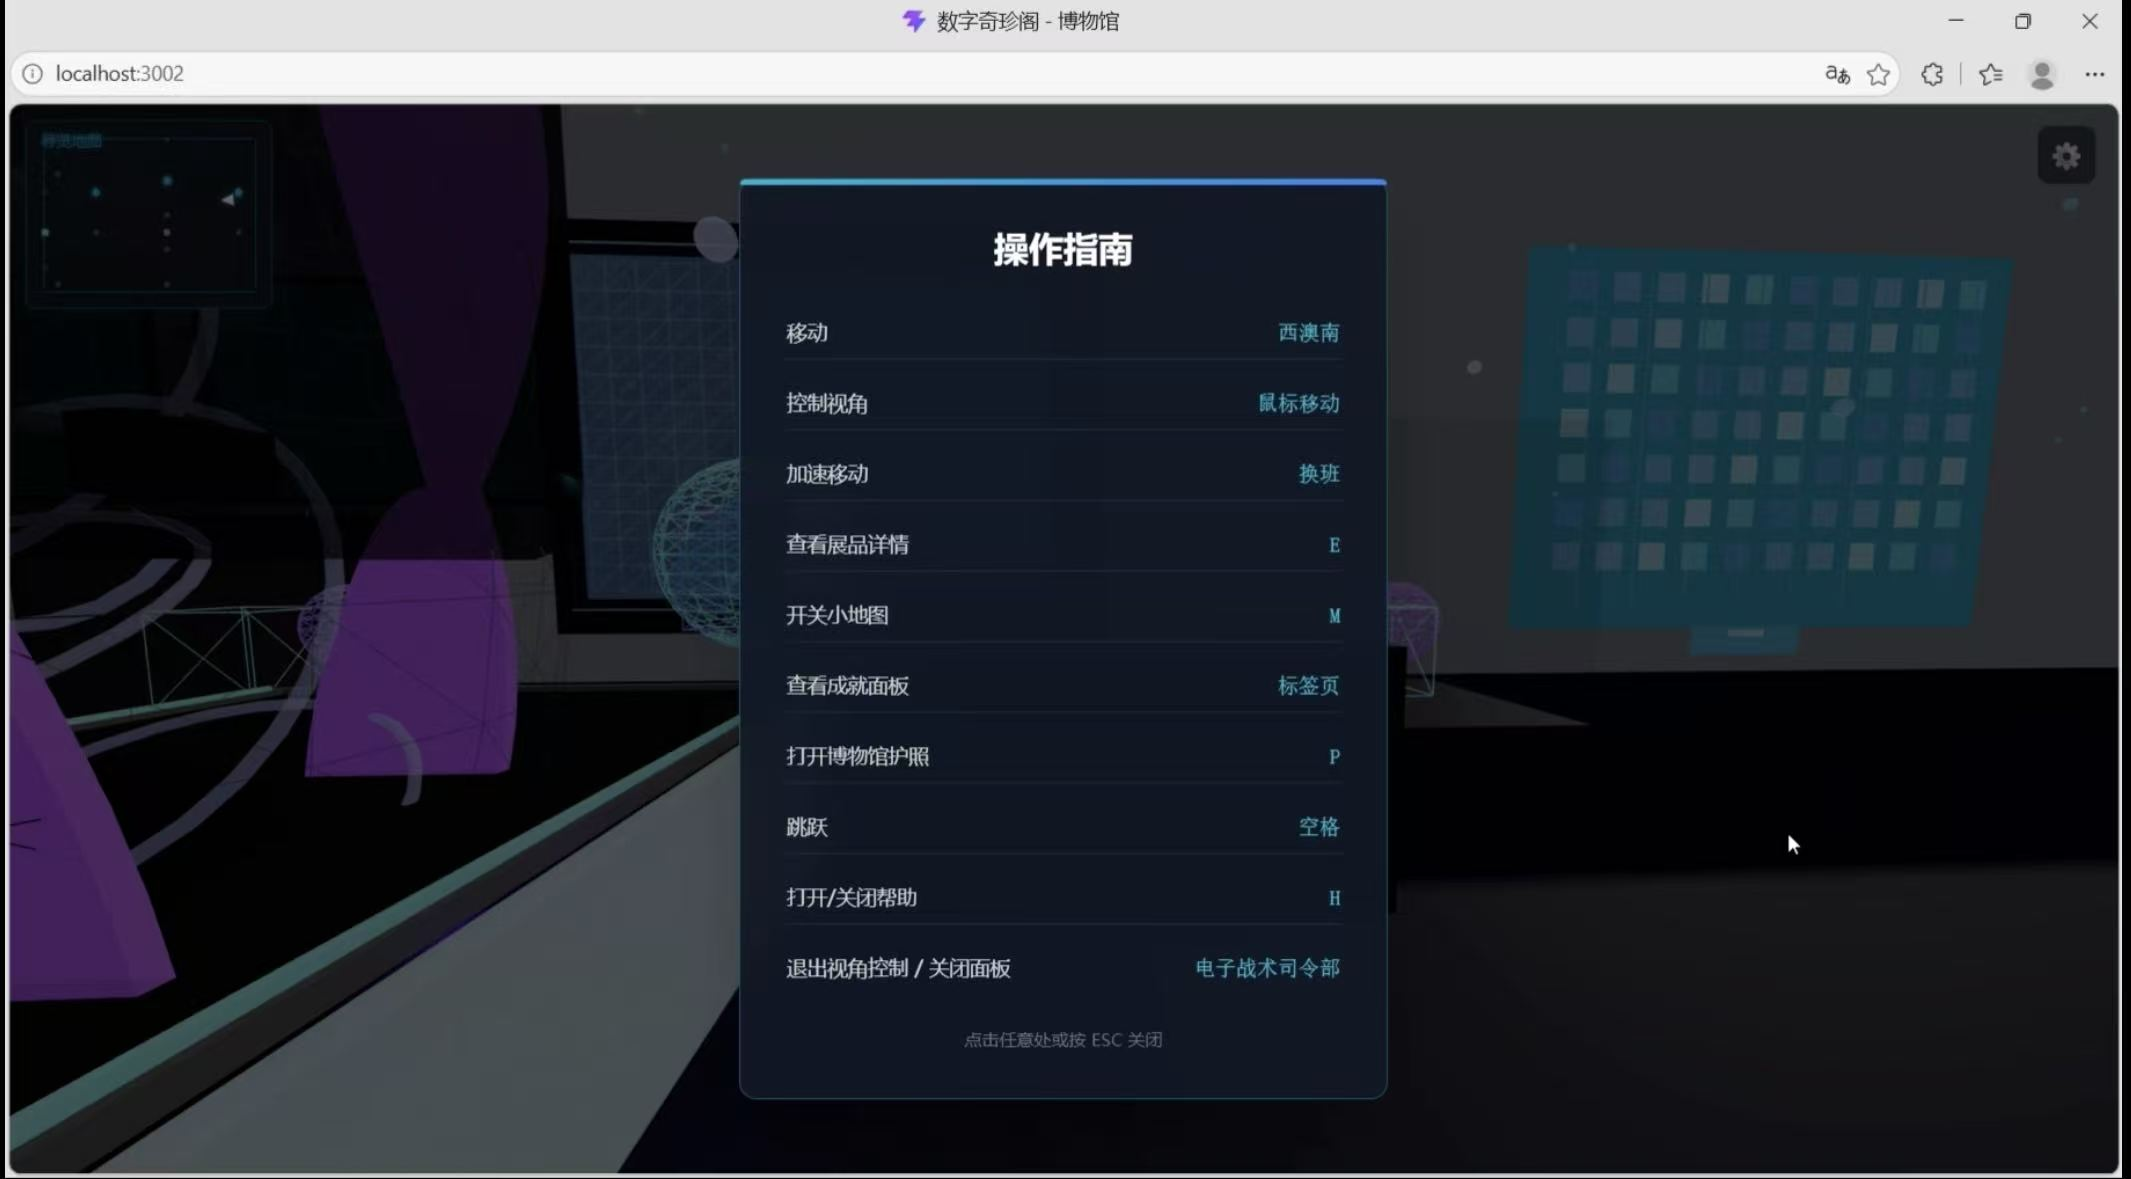 数字奇珍阁 - 博物馆
localhost:3002
导览地图
操作指南
移动 西澳南
控制视角 鼠标移动
加速移动 换班
查看展品详情 E
开关小地图 M
查看成就面板 标签页
打开博物馆护照 P
跳跃 空格
打开/关闭帮助 H
退出视角控制 / 关闭面板 电子战术司令部
点击任意处或按 ESC 关闭